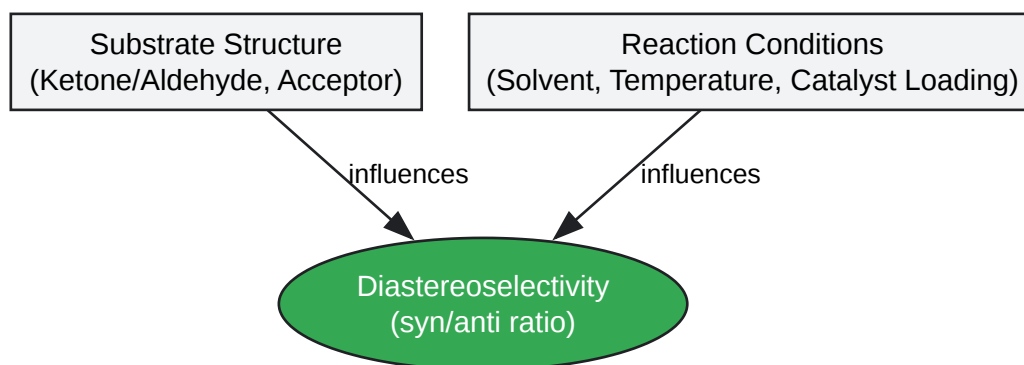 Substrate Structure
(Ketone/Aldehyde, Acceptor)
Reaction Conditions
(Solvent, Temperature, Catalyst Loading)
influences
influences
Diastereoselectivity
(syn/anti ratio)